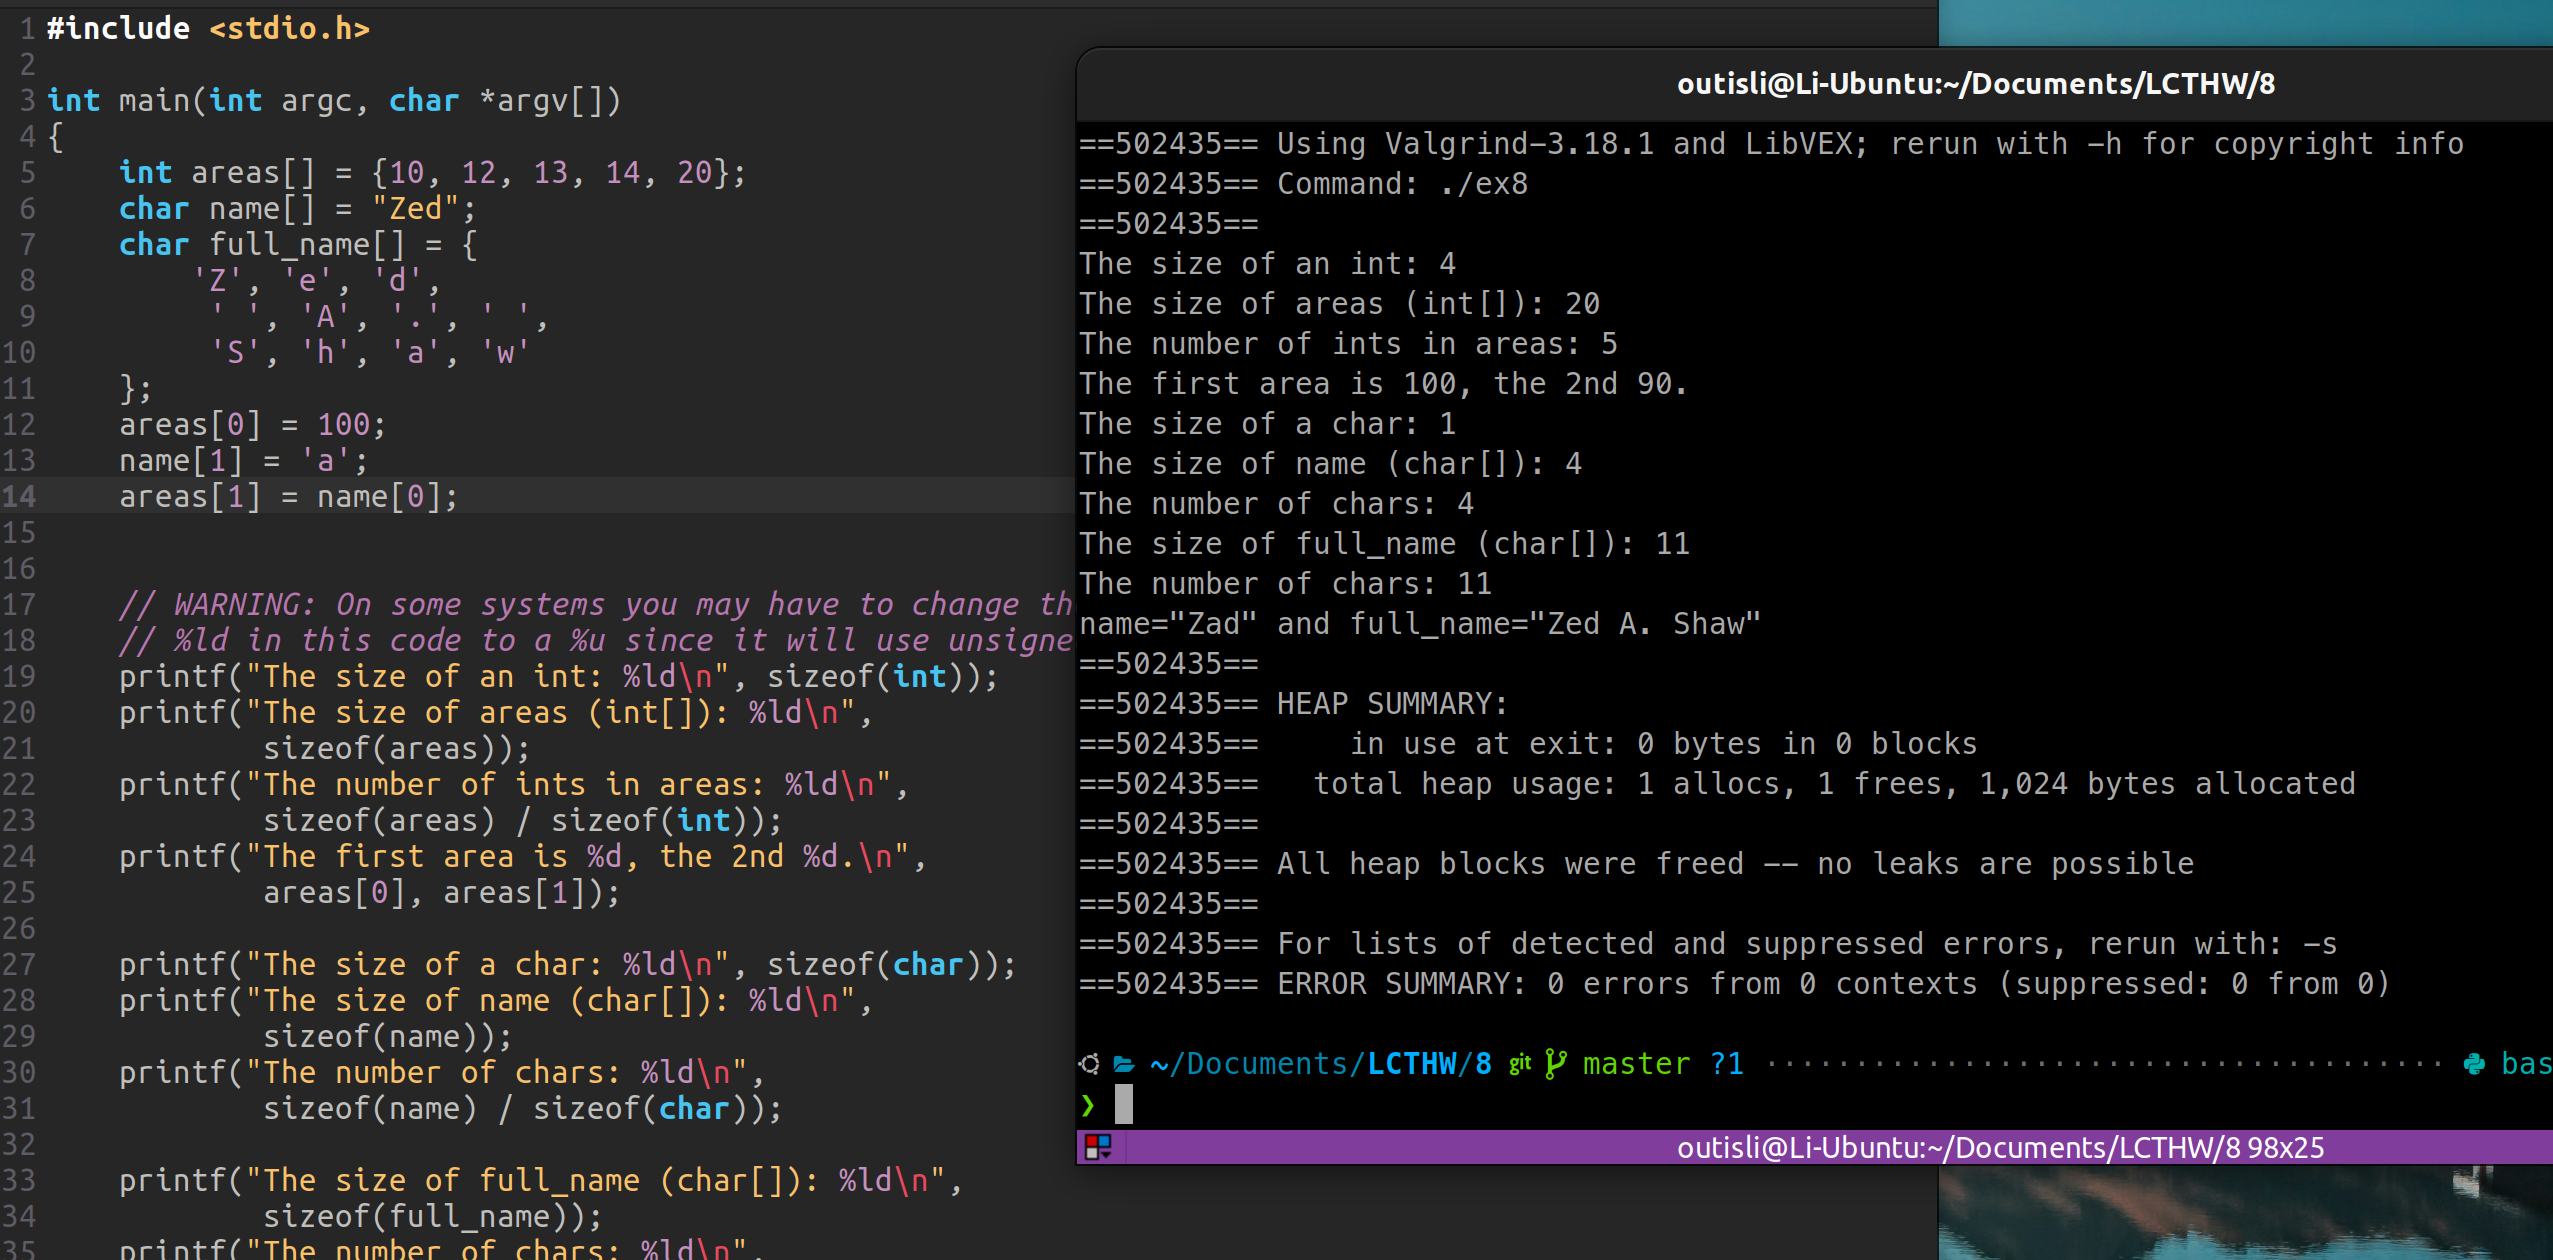 1 #include <stdio.h>
2
3 int main(int argc, char *argv[])
4 {
5     int areas[] = {10, 12, 13, 14, 20};
6     char name[] = "Zed";
7     char full_name[] = {
8         'Z', 'e', 'd',
9          ' ', 'A', '.', ' ',
10          'S', 'h', 'a', 'w'
11     };
12     areas[0] = 100;
13     name[1] = 'a';
14     areas[1] = name[0];
15
16
17     // WARNING: On some systems you may have to change th
18     // %ld in this code to a %u since it will use unsigne
19     printf("The size of an int: %ld\n", sizeof(int));
20     printf("The size of areas (int[]): %ld\n",
21             sizeof(areas));
22     printf("The number of ints in areas: %ld\n",
23             sizeof(areas) / sizeof(int));
24     printf("The first area is %d, the 2nd %d.\n",
25             areas[0], areas[1]);
26
27     printf("The size of a char: %ld\n", sizeof(char));
28     printf("The size of name (char[]): %ld\n",
29             sizeof(name));
30     printf("The number of chars: %ld\n",
31             sizeof(name) / sizeof(char));
32
33     printf("The size of full_name (char[]): %ld\n",
34             sizeof(full_name));
35     printf("The number of chars: %ld\n",
outisli@Li-Ubuntu:~/Documents/LCTHW/8
==502435== Using Valgrind-3.18.1 and LibVEX; rerun with -h for copyright info
==502435== Command: ./ex8
==502435==
The size of an int: 4
The size of areas (int[]): 20
The number of ints in areas: 5
The first area is 100, the 2nd 90.
The size of a char: 1
The size of name (char[]): 4
The number of chars: 4
The size of full_name (char[]): 11
The number of chars: 11
name="Zad" and full_name="Zed A. Shaw"
==502435==
==502435== HEAP SUMMARY:
==502435==     in use at exit: 0 bytes in 0 blocks
==502435==   total heap usage: 1 allocs, 1 frees, 1,024 bytes allocated
==502435==
==502435== All heap blocks were freed -- no leaks are possible
==502435==
==502435== For lists of detected and suppressed errors, rerun with: -s
==502435== ERROR SUMMARY: 0 errors from 0 contexts (suppressed: 0 from 0)
~/Documents/LCTHW/8 git master ?1 ······································ bas
❯
outisli@Li-Ubuntu:~/Documents/LCTHW/8 98x25